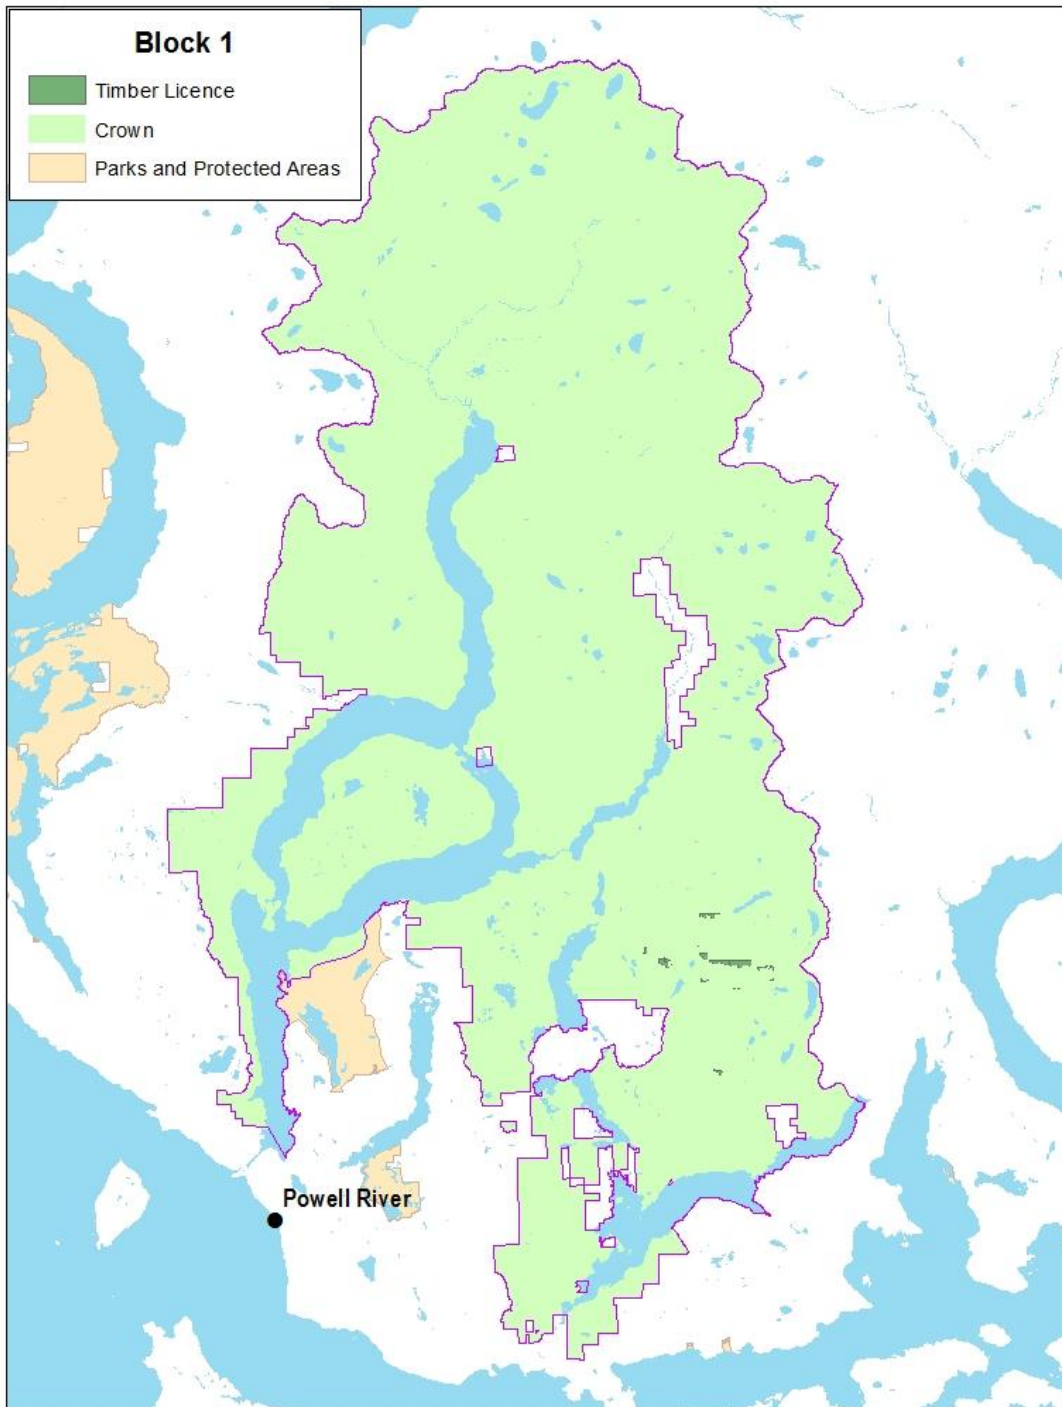 Block 1
Timber Licence
Crown
Parks and Protected Areas
Powell River